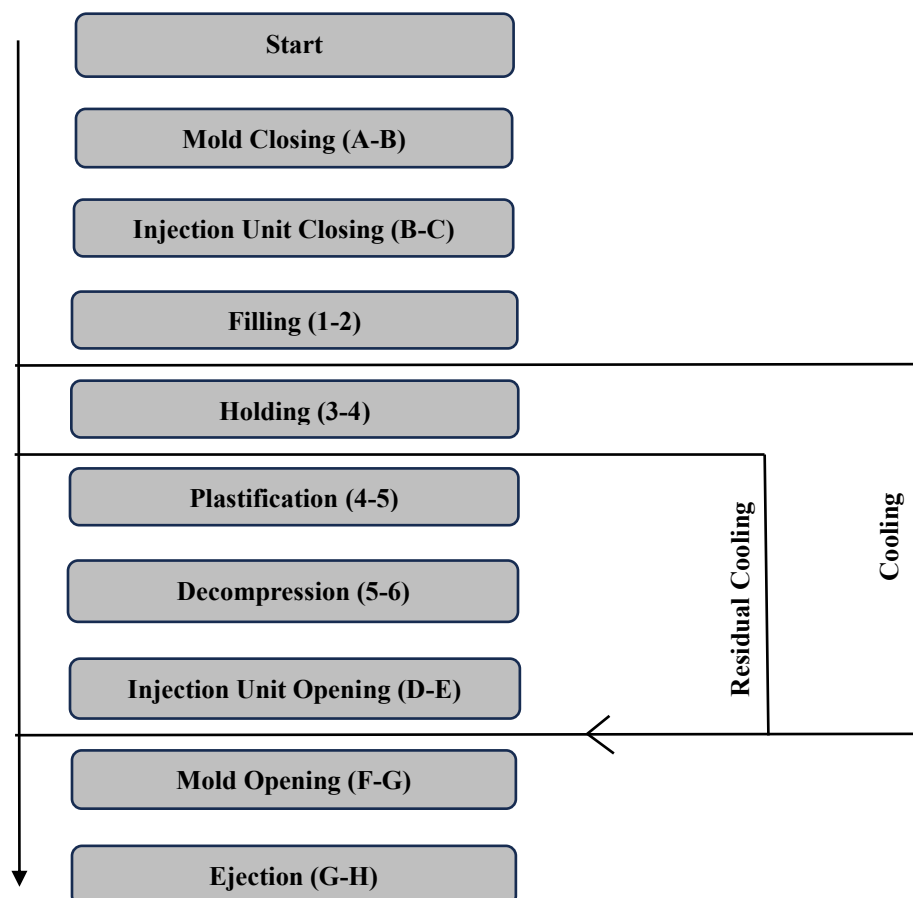 Start
Mold Closing (A-B)
Injection Unit Closing (B-C)
Filling (1-2)
Holding (3-4)
Plastification (4-5)
Decompression (5-6)
Injection Unit Opening (D-E)
Residual Cooling
Cooling
Mold Opening (F-G)
Ejection (G-H)